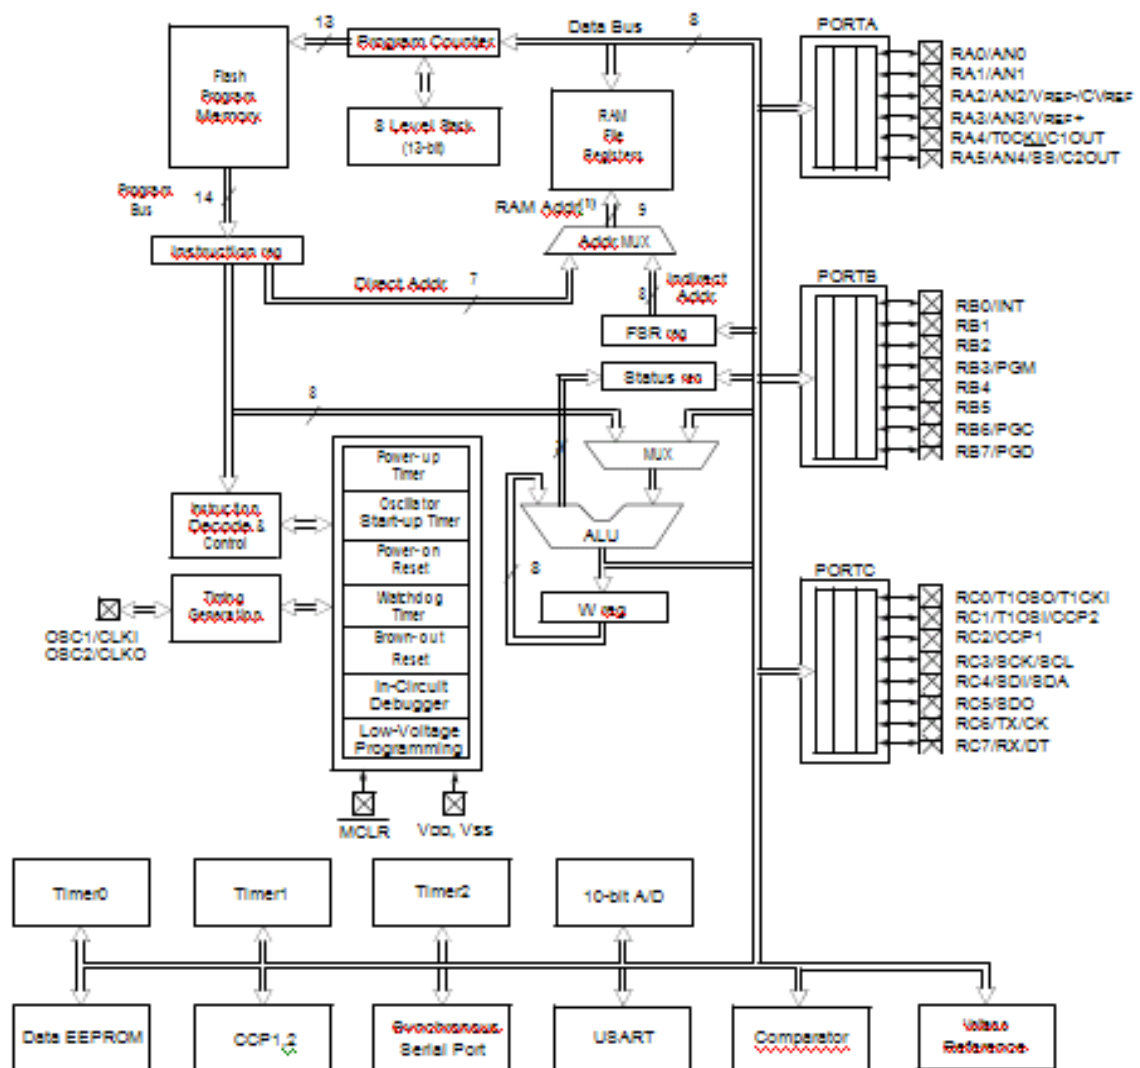 13
Data Bus
8
PORTA
Flash
Program
Memory
Program Counter
8 Level Stack
(13-bit)
RAM
File
Registers
RA0/AN0
RA1/AN1
RA2/AN2/VREF-/CVREF
RA3/AN3/VREF+
RA4/T0CKI/C1OUT
RA5/AN4/SS/C2OUT
Program
Bus
14
RAM Addr(1)
9
Instruction reg
Addr MUX
Direct Addr
7
8
Indirect
Addr
FSR reg
Status reg
8
MUX
PORTB
RB0/INT
RB1
RB2
RB3/PGM
RB4
RB5
RB6/PGC
RB7/PGD
Power-up
Timer
Oscillator
Start-up Timer
Power-on
Reset
Watchdog
Timer
Brown-out
Reset
In-Circuit
Debugger
Low-Voltage
Programming
Instruction
Decode &
Control
Timing
Generation
OSC1/CLKI
OSC2/CLKO
ALU
8
W reg
PORTC
RC0/T1OSO/T1CKI
RC1/T1OSI/CCP2
RC2/CCP1
RC3/SCK/SCL
RC4/SDI/SDA
RC5/SDO
RC6/TX/CK
RC7/RX/DT
MCLR
VDD, VSS
Timer0
Timer1
Timer2
10-bit A/D
Data EEPROM
CCP1,2
Synchronous
Serial Port
USART
Comparator
Reference